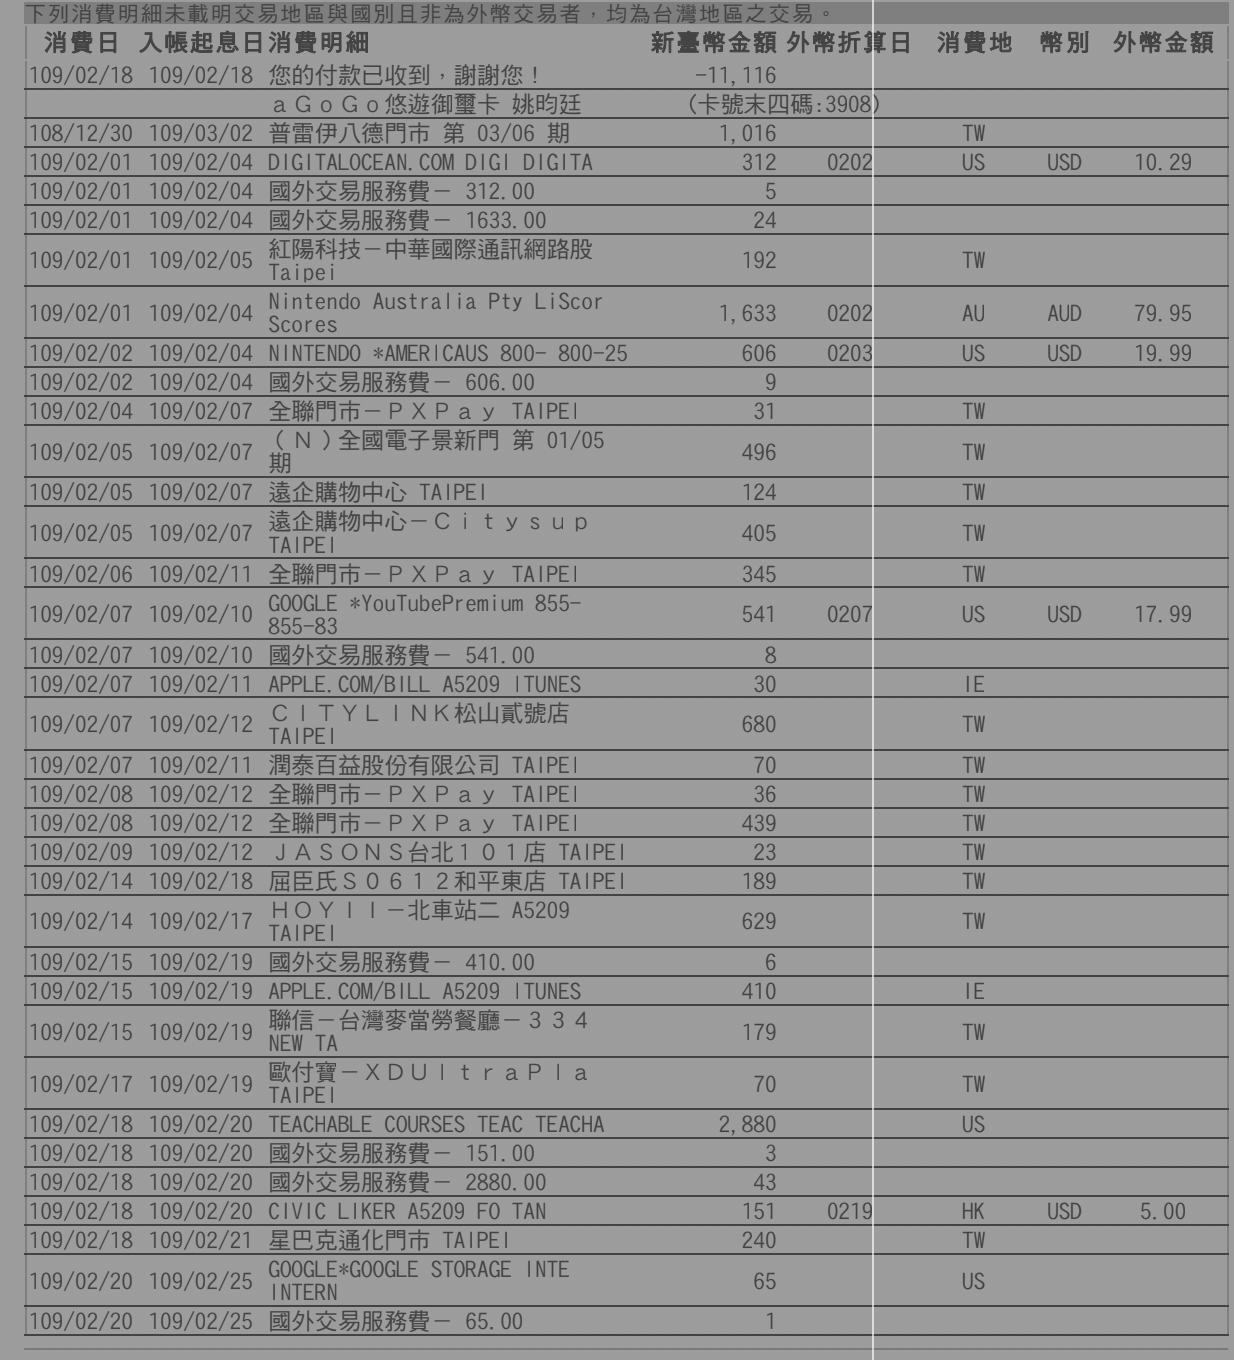 下列消費明細未載明交易地區與國別且非為外幣交易者，均為台灣地區之交易。
消費日 入帳起息日 消費明細 新臺幣金額 外幣折算日 消費地 幣別 外幣金額
109/02/18 109/02/18 您的付款已收到，謝謝您！ -11,116
ａＧｏＧｏ悠遊御璽卡 姚昀廷 (卡號末四碼:3908)
108/12/30 109/03/02 普雷伊八德門市 第 03/06 期 1,016 TW
109/02/01 109/02/04 DIGITALOCEAN.COM DIGI DIGITA 312 0202 US USD 10.29
109/02/01 109/02/04 國外交易服務費－ 312.00 5
109/02/01 109/02/04 國外交易服務費－ 1633.00 24
109/02/01 109/02/05 紅陽科技－中華國際通訊網路股 192 TW
Taipei
109/02/01 109/02/04 Nintendo Australia Pty LiScor 1,633 0202 AU AUD 79.95
Scores
109/02/02 109/02/04 NINTENDO *AMERICAUS 800- 800-25 606 0203 US USD 19.99
109/02/02 109/02/04 國外交易服務費－ 606.00 9
109/02/04 109/02/07 全聯門市－ＰＸＰａｙ TAIPEI 31 TW
109/02/05 109/02/07 （Ｎ）全國電子景新門 第 01/05 496 TW
期
109/02/05 109/02/07 遠企購物中心 TAIPEI 124 TW
109/02/05 109/02/07 遠企購物中心－Ｃｉｔｙｓｕｐ 405 TW
TAIPEI
109/02/06 109/02/11 全聯門市－ＰＸＰａｙ TAIPEI 345 TW
109/02/07 109/02/10 GOOGLE *YouTubePremium 855- 541 0207 US USD 17.99
855-83
109/02/07 109/02/10 國外交易服務費－ 541.00 8
109/02/07 109/02/11 APPLE.COM/BILL A5209 ITUNES 30 IE
109/02/07 109/02/12 ＣＩＴＹＬＩＮＫ松山貳號店 680 TW
TAIPEI
109/02/07 109/02/11 潤泰百益股份有限公司 TAIPEI 70 TW
109/02/08 109/02/12 全聯門市－ＰＸＰａｙ TAIPEI 36 TW
109/02/08 109/02/12 全聯門市－ＰＸＰａｙ TAIPEI 439 TW
109/02/09 109/02/12 ＪＡＳＯＮＳ台北１０１店 TAIPEI 23 TW
109/02/14 109/02/18 屈臣氏Ｓ０６１２和平東店 TAIPEI 189 TW
109/02/14 109/02/17 ＨＯＹＩＩ－北車站二 A5209 629 TW
TAIPEI
109/02/15 109/02/19 國外交易服務費－ 410.00 6
109/02/15 109/02/19 APPLE.COM/BILL A5209 ITUNES 410 IE
109/02/15 109/02/19 聯信－台灣麥當勞餐廳－３３４ 179 TW
NEW TA
109/02/17 109/02/19 歐付寶－ＸＤＵｌｔｒａＰｌａ 70 TW
TAIPEI
109/02/18 109/02/20 TEACHABLE COURSES TEAC TEACHA 2,880 US
109/02/18 109/02/20 國外交易服務費－ 151.00 3
109/02/18 109/02/20 國外交易服務費－ 2880.00 43
109/02/18 109/02/20 CIVIC LIKER A5209 FO TAN 151 0219 HK USD 5.00
109/02/18 109/02/21 星巴克通化門市 TAIPEI 240 TW
109/02/20 109/02/25 GOOGLE*GOOGLE STORAGE INTE 65 US
INTERN
109/02/20 109/02/25 國外交易服務費－ 65.00 1